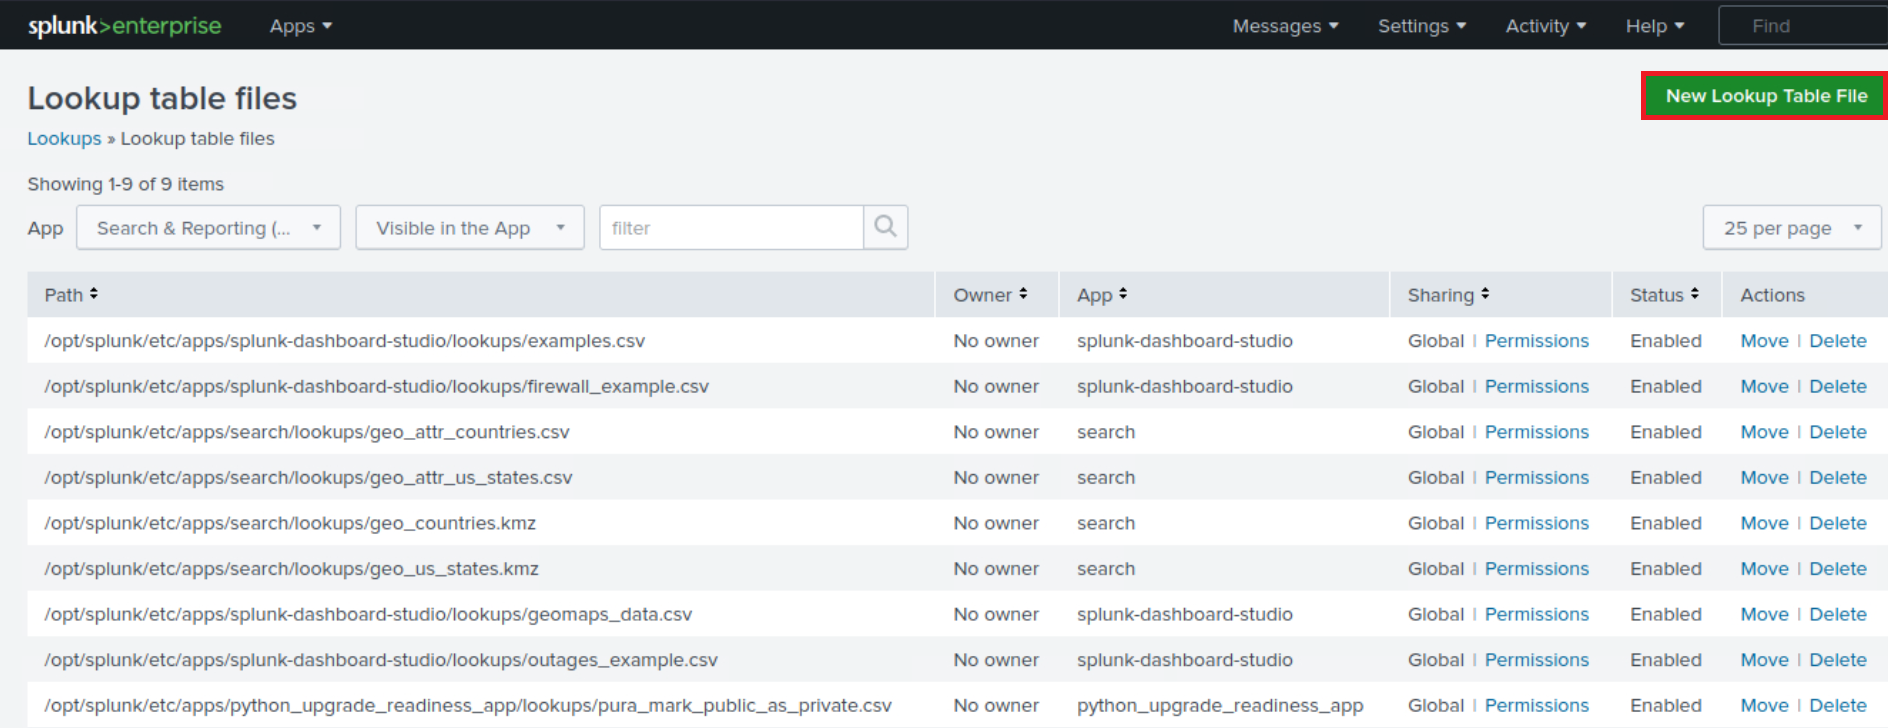 splunk>enterprise Apps Messages Settings Activity Help Find
Lookup table files
New Lookup Table File
Lookups » Lookup table files
Showing 1-9 of 9 items
App Search & Reporting (... Visible in the App filter 25 per page
Path Owner App Sharing Status Actions
/opt/splunk/etc/apps/splunk-dashboard-studio/lookups/examples.csv No owner splunk-dashboard-studio Global | Permissions Enabled Move | Delete
/opt/splunk/etc/apps/splunk-dashboard-studio/lookups/firewall_example.csv No owner splunk-dashboard-studio Global | Permissions Enabled Move | Delete
/opt/splunk/etc/apps/search/lookups/geo_attr_countries.csv No owner search Global | Permissions Enabled Move | Delete
/opt/splunk/etc/apps/search/lookups/geo_attr_us_states.csv No owner search Global | Permissions Enabled Move | Delete
/opt/splunk/etc/apps/search/lookups/geo_countries.kmz No owner search Global | Permissions Enabled Move | Delete
/opt/splunk/etc/apps/search/lookups/geo_us_states.kmz No owner search Global | Permissions Enabled Move | Delete
/opt/splunk/etc/apps/splunk-dashboard-studio/lookups/geomaps_data.csv No owner splunk-dashboard-studio Global | Permissions Enabled Move | Delete
/opt/splunk/etc/apps/splunk-dashboard-studio/lookups/outages_example.csv No owner splunk-dashboard-studio Global | Permissions Enabled Move | Delete
/opt/splunk/etc/apps/python_upgrade_readiness_app/lookups/pura_mark_public_as_private.csv No owner python_upgrade_readiness_app Global | Permissions Enabled Move | Delete